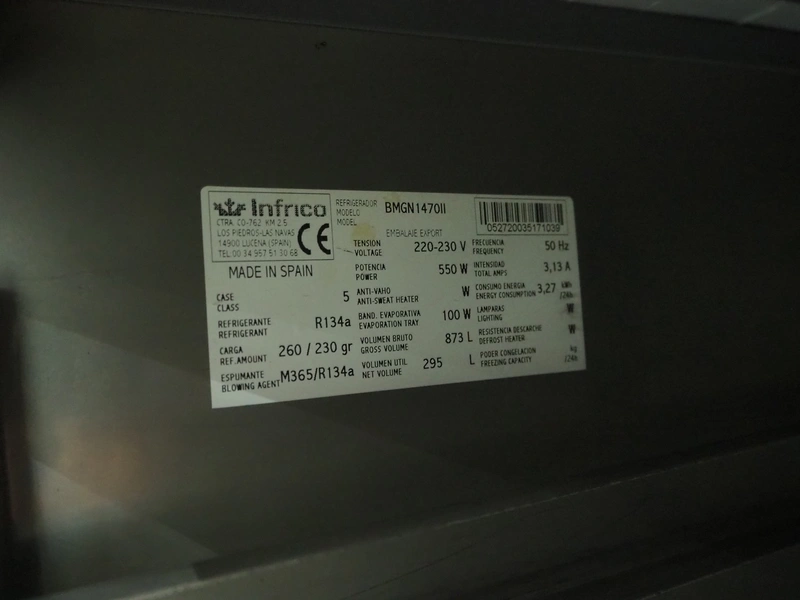 Infrico
CTRA. CO-762 KM 2.5
LOS PIEDROS-LAS NAVAS
14900 LUCENA (SPAIN)
TEL:00 34 957 51 30 68
CE
MADE IN SPAIN
REFRIGERADOR
MODELO BMGN1470II
MODEL
EMBALAJE EXPORT
052720035171039
TENSION 220-230 V
VOLTAGE
FRECUENCIA 50 Hz
FREQUENCY
POTENCIA 550 W
POWER
INTENSIDAD 3,13 A
TOTAL AMPS
CASE 5
CLASS
ANTI-VAHO W
ANTI-SWEAT HEATER
CONSUMO ENERGIA 3,27 kWh
ENERGY CONSUMPTION /24h
REFRIGERANTE R134a
REFRIGERANT
BAND. EVAPORATIVA 100 W
EVAPORATION TRAY
LAMPARAS W
LIGHTING
CARGA 260 / 230 gr
REF.AMOUNT
VOLUMEN BRUTO 873 L
GROSS VOLUME
RESISTENCIA DESCARCHE W
DEFROST HEATER
ESPUMANTE M365/R134a
BLOWING AGENT
VOLUMEN UTIL 295 L
NET VOLUME
PODER CONGELACION kg
FREEZING CAPACITY /24h